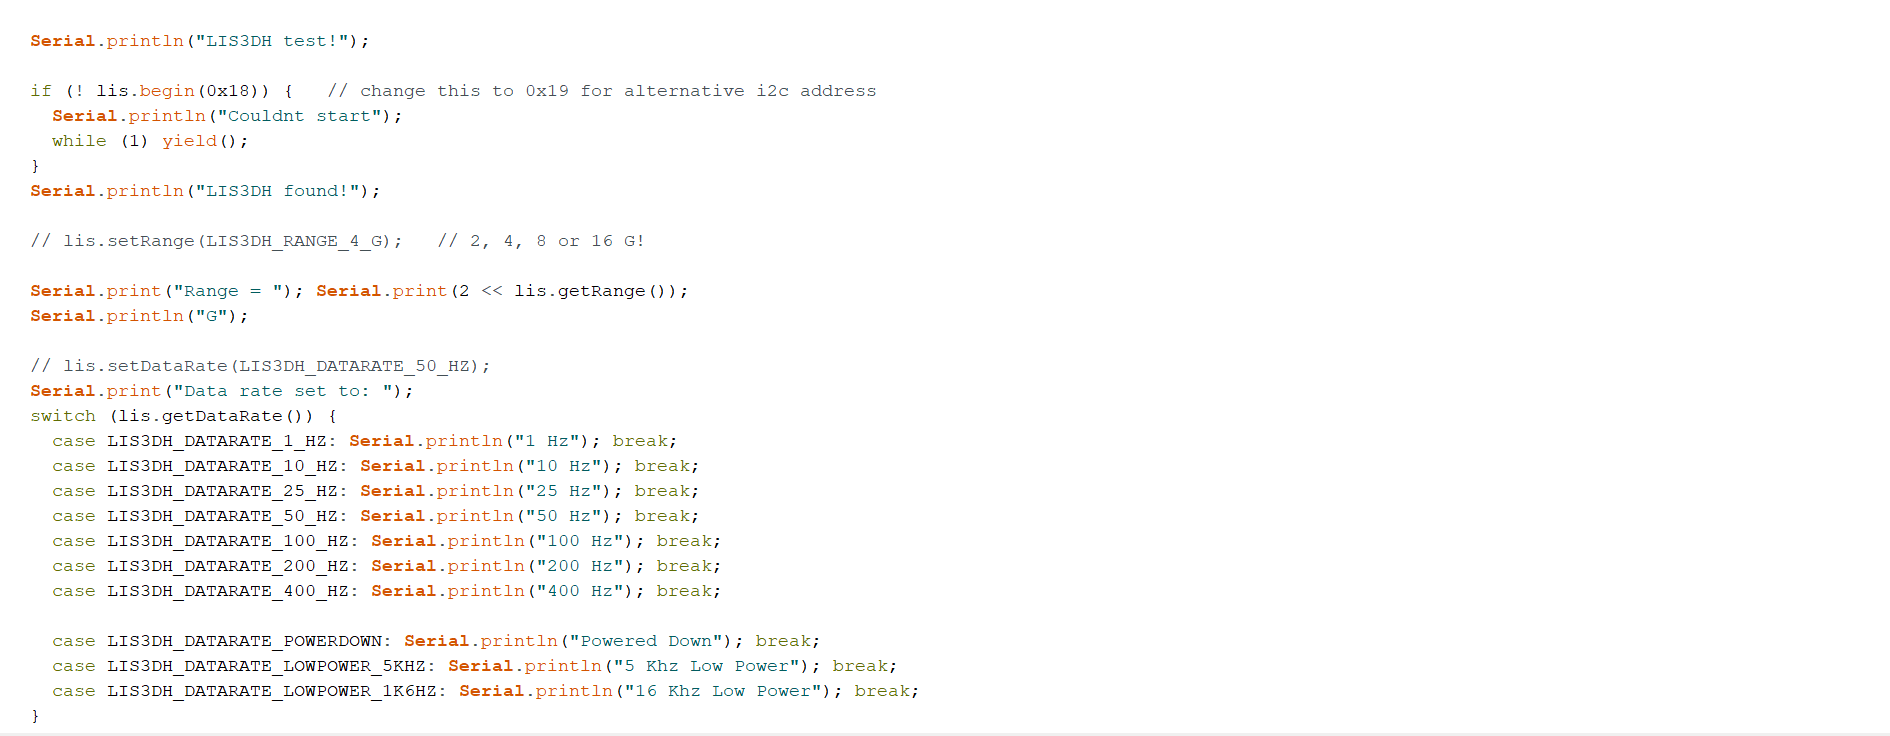 Serial.println("LIS3DH test!");
if (! lis.begin(0x18)) {   // change this to 0x19 for alternative i2c address
  Serial.println("Couldnt start");
  while (1) yield();
}
Serial.println("LIS3DH found!");
// lis.setRange(LIS3DH_RANGE_4_G);   // 2, 4, 8 or 16 G!
Serial.print("Range = "); Serial.print(2 << lis.getRange());
Serial.println("G");
// lis.setDataRate(LIS3DH_DATARATE_50_HZ);
Serial.print("Data rate set to: ");
switch (lis.getDataRate()) {
  case LIS3DH_DATARATE_1_HZ: Serial.println("1 Hz"); break;
  case LIS3DH_DATARATE_10_HZ: Serial.println("10 Hz"); break;
  case LIS3DH_DATARATE_25_HZ: Serial.println("25 Hz"); break;
  case LIS3DH_DATARATE_50_HZ: Serial.println("50 Hz"); break;
  case LIS3DH_DATARATE_100_HZ: Serial.println("100 Hz"); break;
  case LIS3DH_DATARATE_200_HZ: Serial.println("200 Hz"); break;
  case LIS3DH_DATARATE_400_HZ: Serial.println("400 Hz"); break;
  case LIS3DH_DATARATE_POWERDOWN: Serial.println("Powered Down"); break;
  case LIS3DH_DATARATE_LOWPOWER_5KHZ: Serial.println("5 Khz Low Power"); break;
  case LIS3DH_DATARATE_LOWPOWER_1K6HZ: Serial.println("16 Khz Low Power"); break;
}